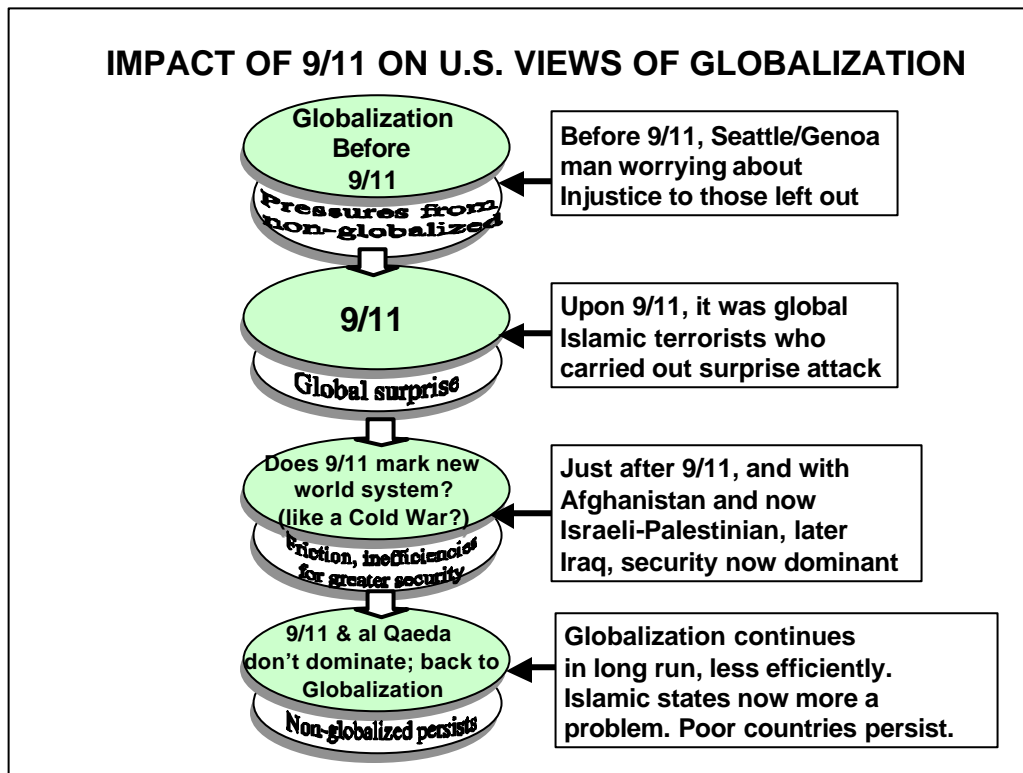 IMPACT OF 9/11 ON U.S. VIEWS OF GLOBALIZATION
Globalization
Before
9/11
Pressures from
non-globalized
Before 9/11, Seattle/Genoa
man worrying about
Injustice to those left out
9/11
Global surprise
Upon 9/11, it was global
Islamic terrorists who
carried out surprise attack
Does 9/11 mark new
world system?
(like a Cold War?)
Friction, inefficiencies
for greater security
Just after 9/11, and with
Afghanistan and now
Israeli-Palestinian, later
Iraq, security now dominant
9/11 & al Qaeda
don’t dominate; back to
Globalization
Non-globalized persists
Globalization continues
in long run, less efficiently.
Islamic states now more a
problem. Poor countries persist.